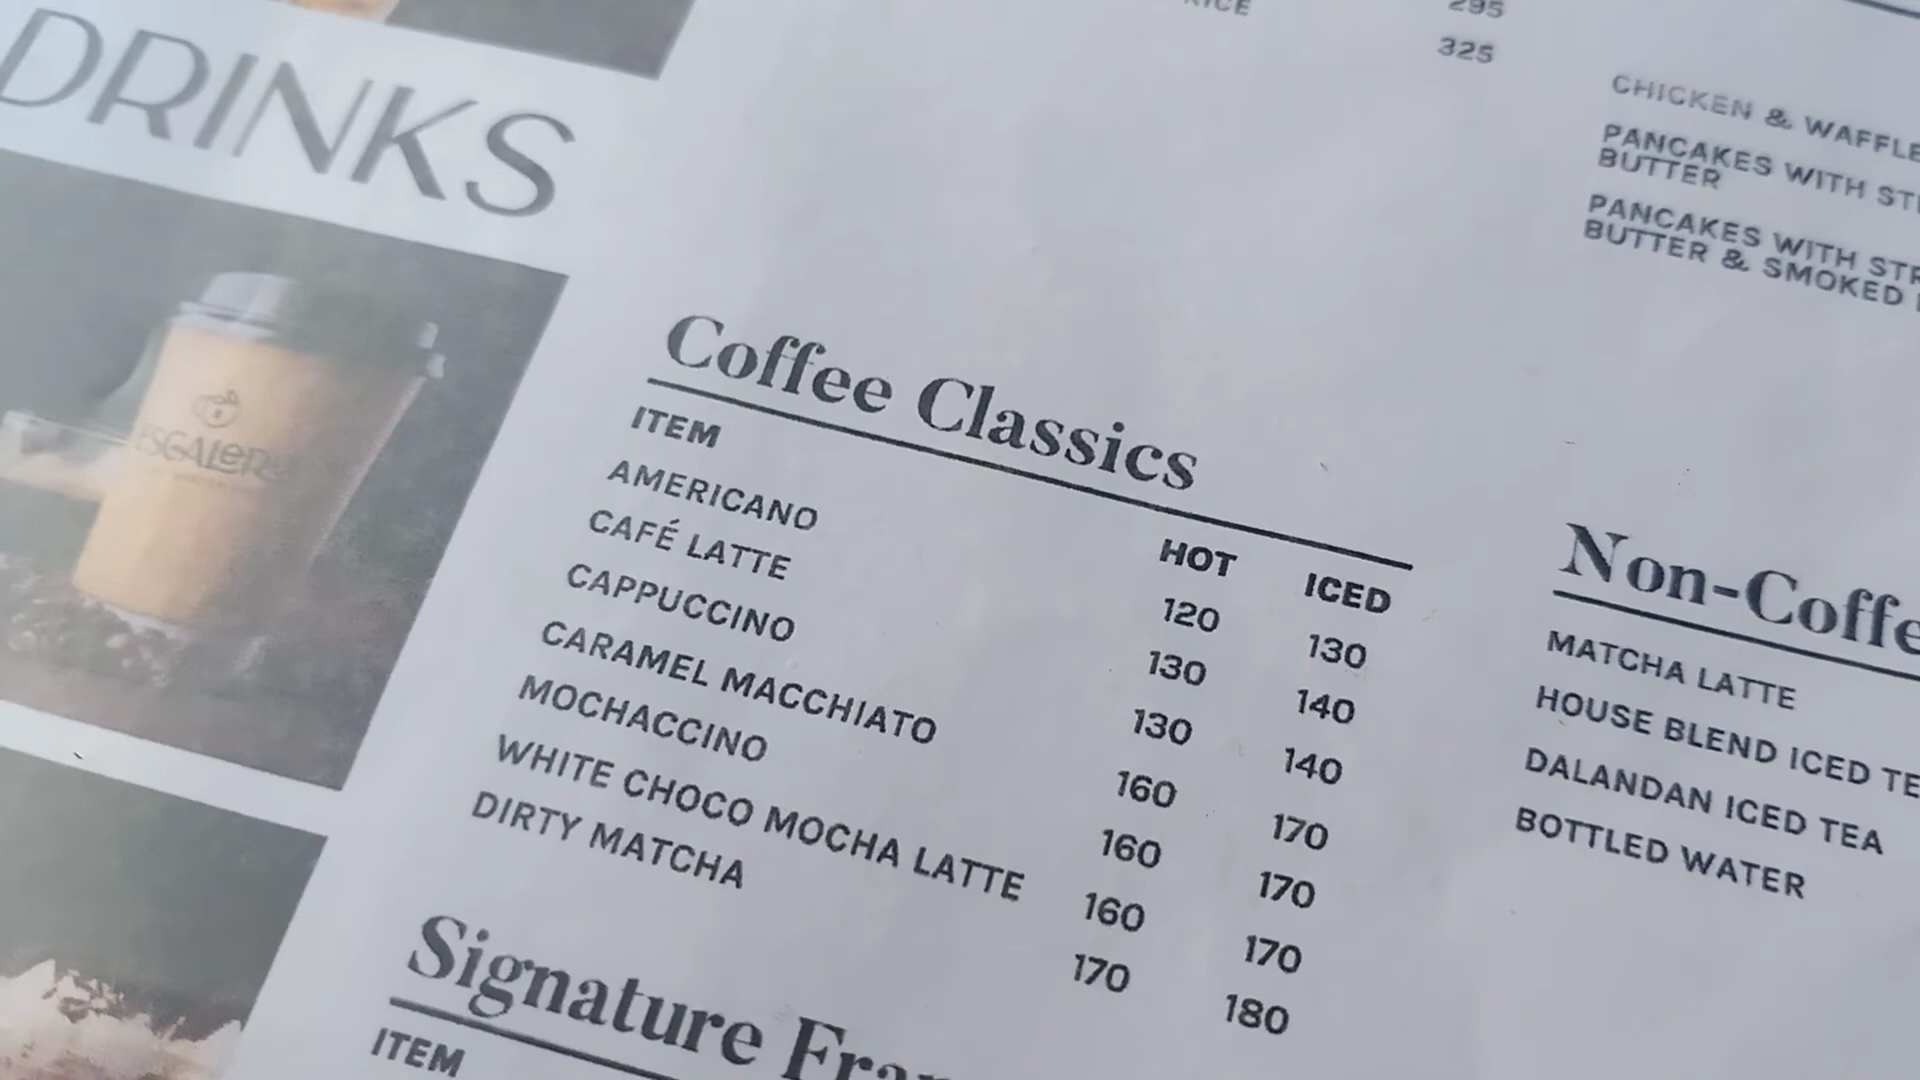 DRINKS
295
325
CHICKEN & WAFFLE
PANCAKES WITH
BUTTER
PANCAKES WITH
BUTTER & SMOKED
Coffee Classics
ITEM HOT ICED
AMERICANO 120 130
CAFÉ LATTE 130 140
CAPPUCCINO 130 140
CARAMEL MACCHIATO 160 170
MOCHACCINO 160 170
WHITE CHOCO MOCHA LATTE 160 170
DIRTY MATCHA 170 180
Non-Coffe
MATCHA LATTE
HOUSE BLEND ICED TE
DALANDAN ICED TEA
BOTTLED WATER
Signature
ITEM